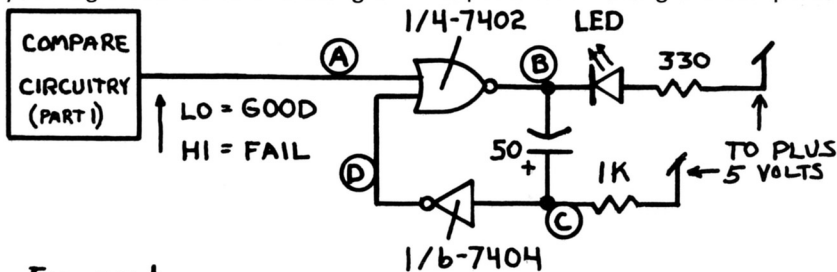 1/4-7402
LED
COMPARE
CIRCUITRY
(PART 1)
A
B
330
LO = GOOD
HI = FAIL
50
+
1K
TO PLUS
5 VOLTS
D
C
1/6-7404